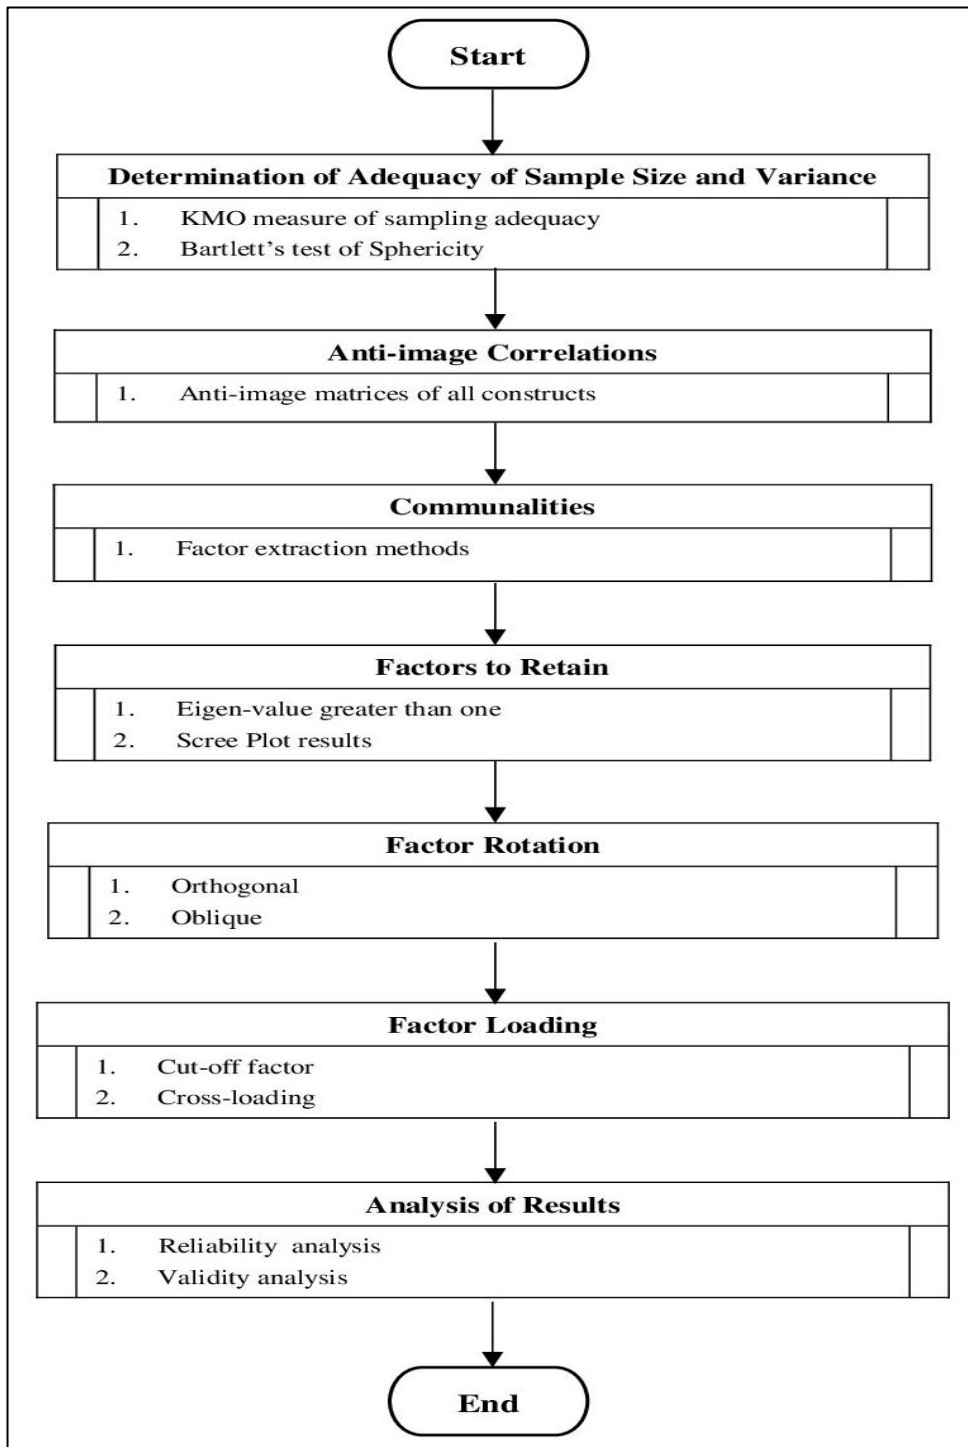 Start
Determination of Adequacy of Sample Size and Variance
1. KMO measure of sampling adequacy
2. Bartlett's test of Sphericity
Anti-image Correlations
1. Anti-image matrices of all constructs
Communalities
1. Factor extraction methods
Factors to Retain
1. Eigen-value greater than one
2. Scree Plot results
Factor Rotation
1. Orthogonal
2. Oblique
Factor Loading
1. Cut-off factor
2. Cross-loading
Analysis of Results
1. Reliability analysis
2. Validity analysis
End